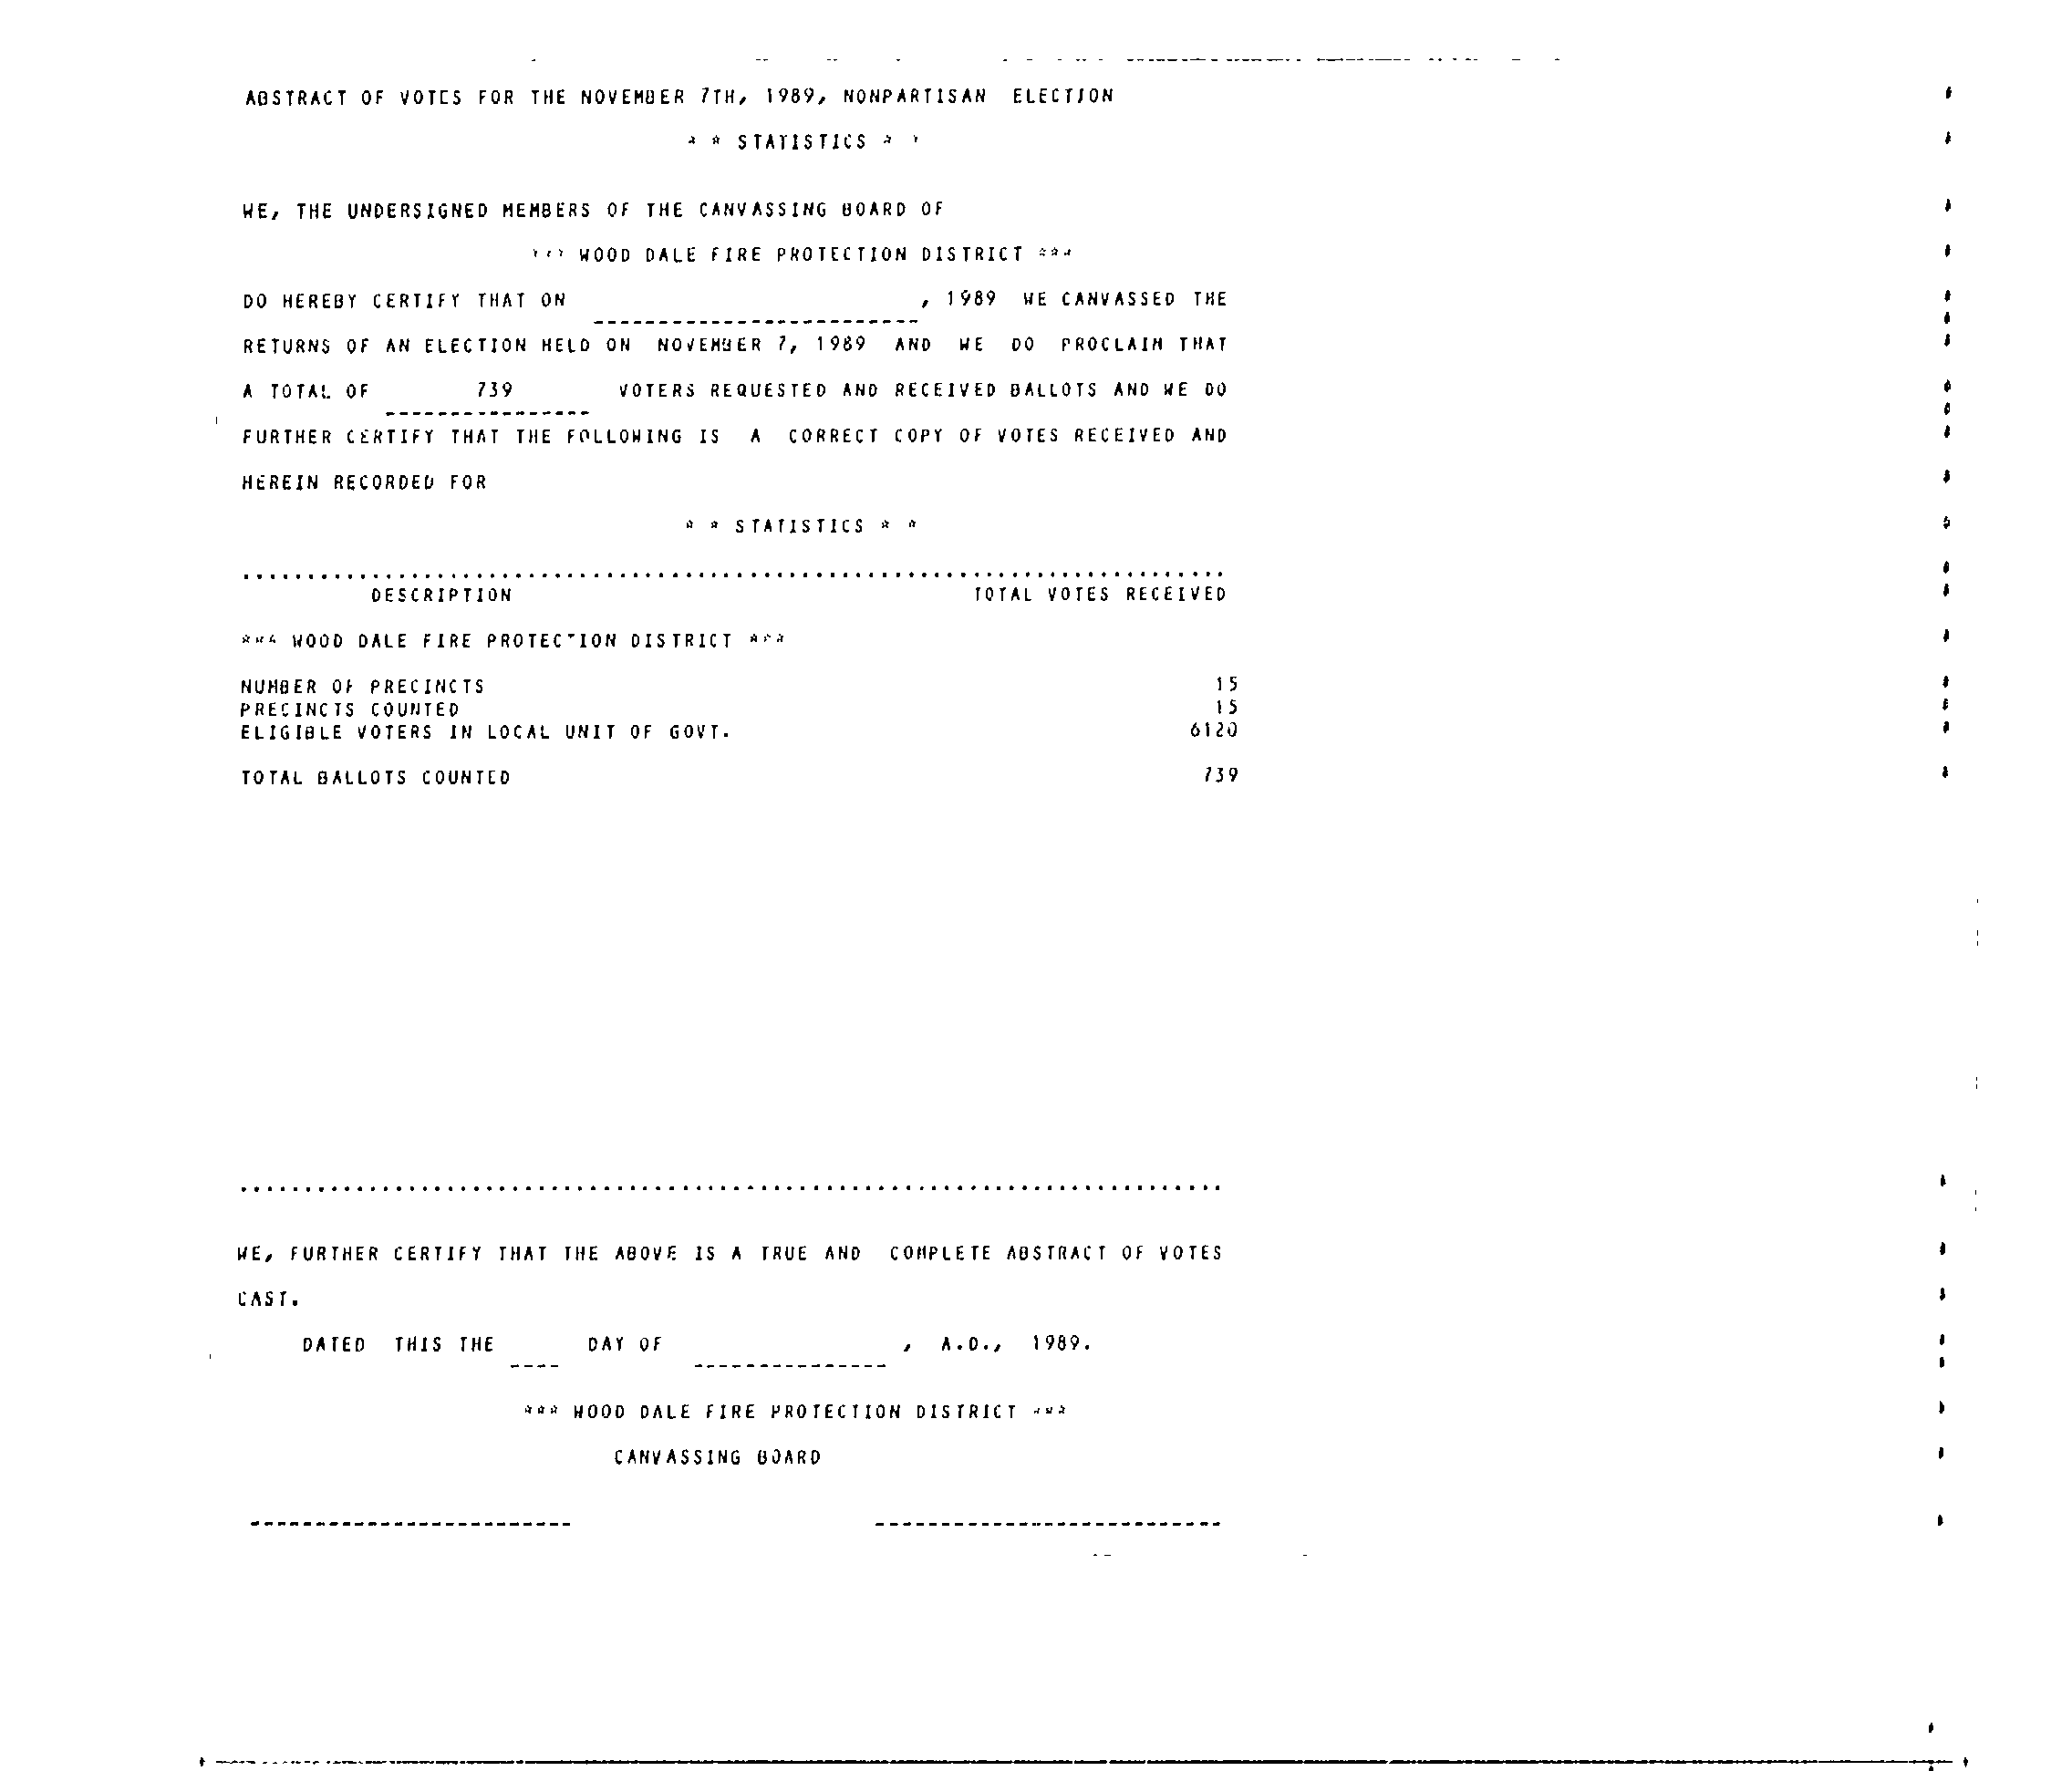 ABSTRACT OF VOTES FOR THE NOVEMBER 7TH, 1989, NONPARTISAN ELECTION
* * STATISTICS * *
WE, THE UNDERSIGNED MEMBERS OF THE CANVASSING BOARD OF
*** WOOD DALE FIRE PROTECTION DISTRICT ***
DO HEREBY CERTIFY THAT ON ------------------------- , 1989 WE CANVASSED THE
RETURNS OF AN ELECTION HELD ON NOVEMBER 7, 1989 AND WE DO PROCLAIM THAT
A TOTAL OF 739 VOTERS REQUESTED AND RECEIVED BALLOTS AND WE DO
FURTHER CERTIFY THAT THE FOLLOWING IS A CORRECT COPY OF VOTES RECEIVED AND
HEREIN RECORDED FOR
* * STATISTICS * *
DESCRIPTION TOTAL VOTES RECEIVED
*** WOOD DALE FIRE PROTECTION DISTRICT ***
NUMBER OF PRECINCTS 15
PRECINCTS COUNTED 15
ELIGIBLE VOTERS IN LOCAL UNIT OF GOVT. 6120
TOTAL BALLOTS COUNTED 739
WE, FURTHER CERTIFY THAT THE ABOVE IS A TRUE AND COMPLETE ABSTRACT OF VOTES
CAST.
DATED THIS THE ---- DAY OF --------------- , A.D., 1989.
*** WOOD DALE FIRE PROTECTION DISTRICT ***
CANVASSING BOARD